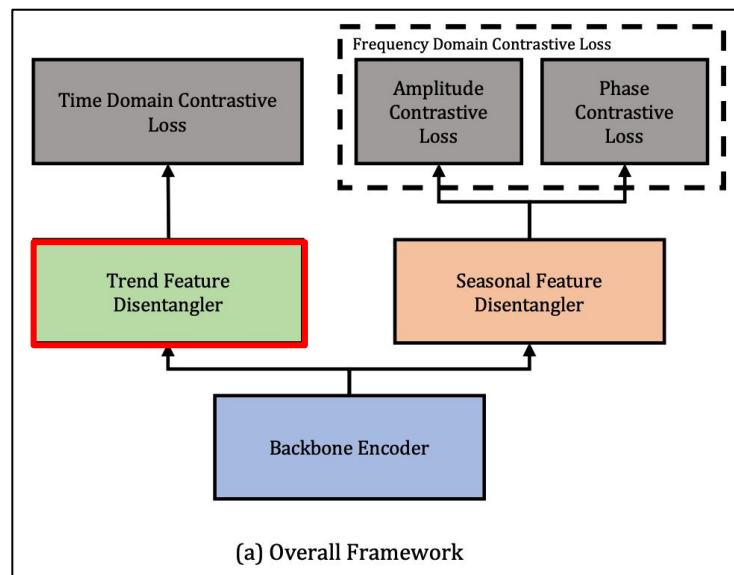 Frequency Domain Contrastive Loss
Time Domain Contrastive
Loss
Amplitude
Contrastive
Loss
Phase
Contrastive
Loss
Trend Feature
Disentangler
Seasonal Feature
Disentangler
Backbone Encoder
(a) Overall Framework